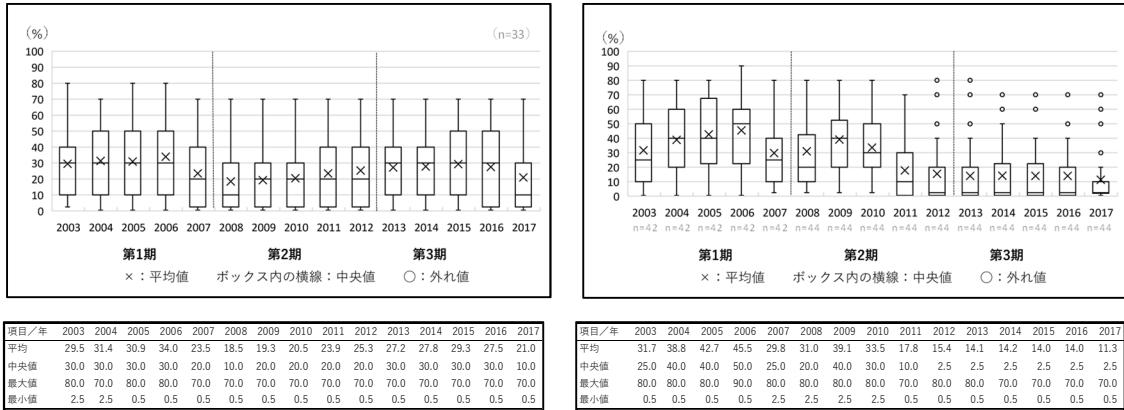 (%)
(n=33)
100
90
80
70
60
50
40
30
20
10
0
2003 2004 2005 2006 2007 2008 2009 2010 2011 2012 2013 2014 2015 2016 2017
第1期 第2期 第3期
×：平均値 ボックス内の横線：中央値 〇：外れ値
項目／年 2003 2004 2005 2006 2007 2008 2009 2010 2011 2012 2013 2014 2015 2016 2017
平均 29.5 31.4 30.9 34.0 23.5 18.5 19.3 20.5 23.9 25.3 27.2 27.8 29.3 27.5 21.0
中央値 30.0 30.0 30.0 30.0 20.0 10.0 20.0 20.0 20.0 20.0 30.0 30.0 30.0 30.0 10.0
最大値 80.0 70.0 80.0 80.0 70.0 70.0 70.0 70.0 70.0 70.0 70.0 70.0 70.0 70.0 70.0
最小値 2.5 2.5 0.5 0.5 0.5 0.5 0.5 0.5 0.5 0.5 0.5 0.5 0.5 0.5 0.5
(%)
100
90
80
70
60
50
40
30
20
10
0
2003 2004 2005 2006 2007 2008 2009 2010 2011 2012 2013 2014 2015 2016 2017
n=42 n=42 n=42 n=42 n=42 n=44 n=44 n=44 n=44 n=44 n=44 n=44 n=44 n=44 n=44
第1期 第2期 第3期
×：平均値 ボックス内の横線：中央値 〇：外れ値
項目／年 2003 2004 2005 2006 2007 2008 2009 2010 2011 2012 2013 2014 2015 2016 2017
平均 31.7 38.8 42.7 45.5 29.8 31.0 39.1 33.5 17.8 15.4 14.1 14.2 14.0 14.0 11.3
中央値 25.0 40.0 40.0 50.0 25.0 20.0 40.0 30.0 10.0 2.5 2.5 2.5 2.5 2.5 2.5
最大値 80.0 80.0 80.0 90.0 80.0 80.0 80.0 80.0 70.0 80.0 80.0 70.0 70.0 70.0 70.0
最小値 0.5 0.5 0.5 0.5 2.5 2.5 2.5 2.5 0.5 0.5 0.5 0.5 0.5 0.5 0.5